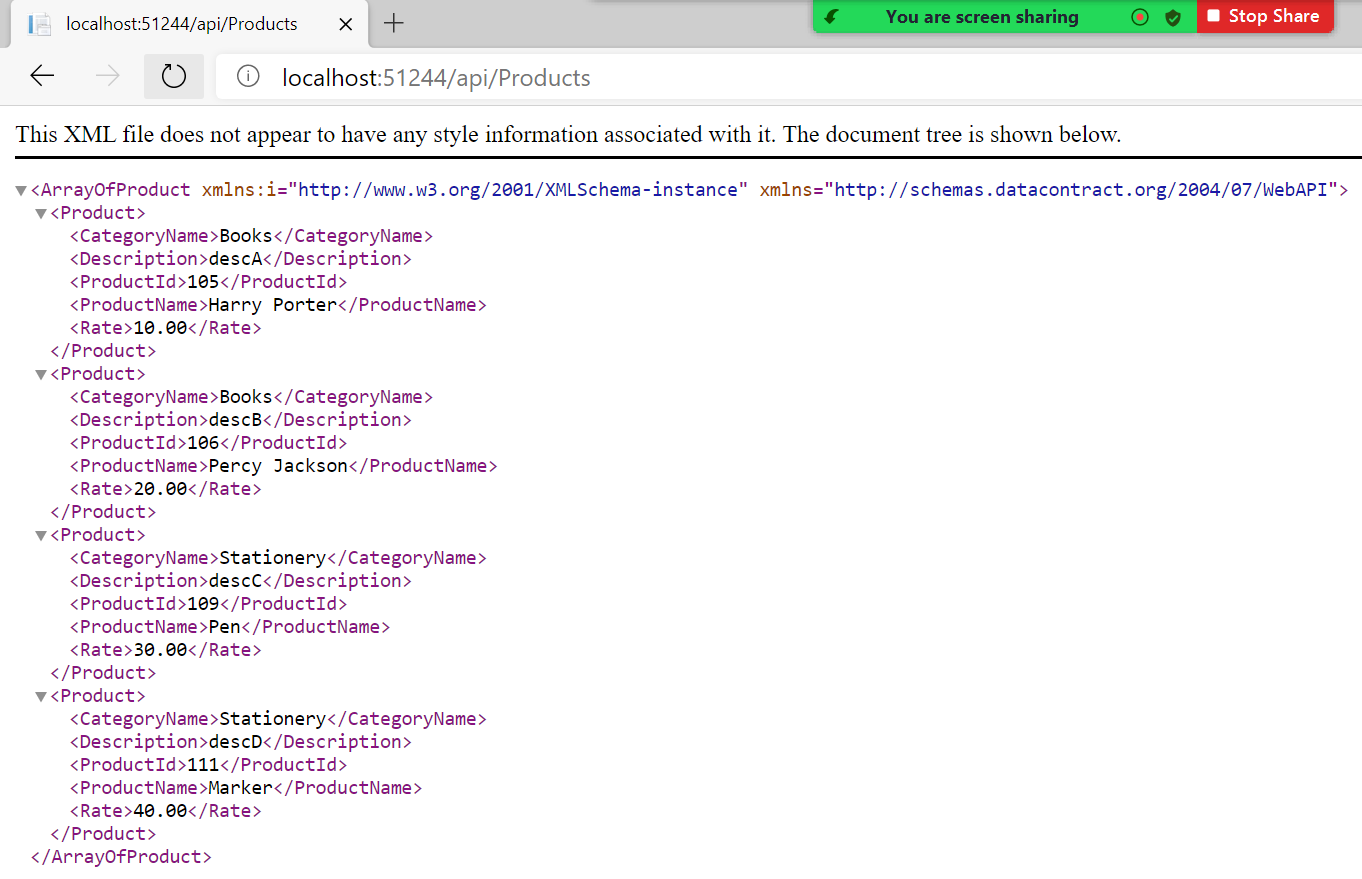 localhost:51244/api/Products
You are screen sharing
Stop Share
localhost:51244/api/Products
This XML file does not appear to have any style information associated with it. The document tree is shown below.
<ArrayOfProduct xmlns:i="http://www.w3.org/2001/XMLSchema-instance" xmlns="http://schemas.datacontract.org/2004/07/WebAPI">
<Product>
<CategoryName>Books</CategoryName>
<Description>descA</Description>
<ProductId>105</ProductId>
<ProductName>Harry Porter</ProductName>
<Rate>10.00</Rate>
</Product>
<Product>
<CategoryName>Books</CategoryName>
<Description>descB</Description>
<ProductId>106</ProductId>
<ProductName>Percy Jackson</ProductName>
<Rate>20.00</Rate>
</Product>
<Product>
<CategoryName>Stationery</CategoryName>
<Description>descC</Description>
<ProductId>109</ProductId>
<ProductName>Pen</ProductName>
<Rate>30.00</Rate>
</Product>
<Product>
<CategoryName>Stationery</CategoryName>
<Description>descD</Description>
<ProductId>111</ProductId>
<ProductName>Marker</ProductName>
<Rate>40.00</Rate>
</Product>
</ArrayOfProduct>